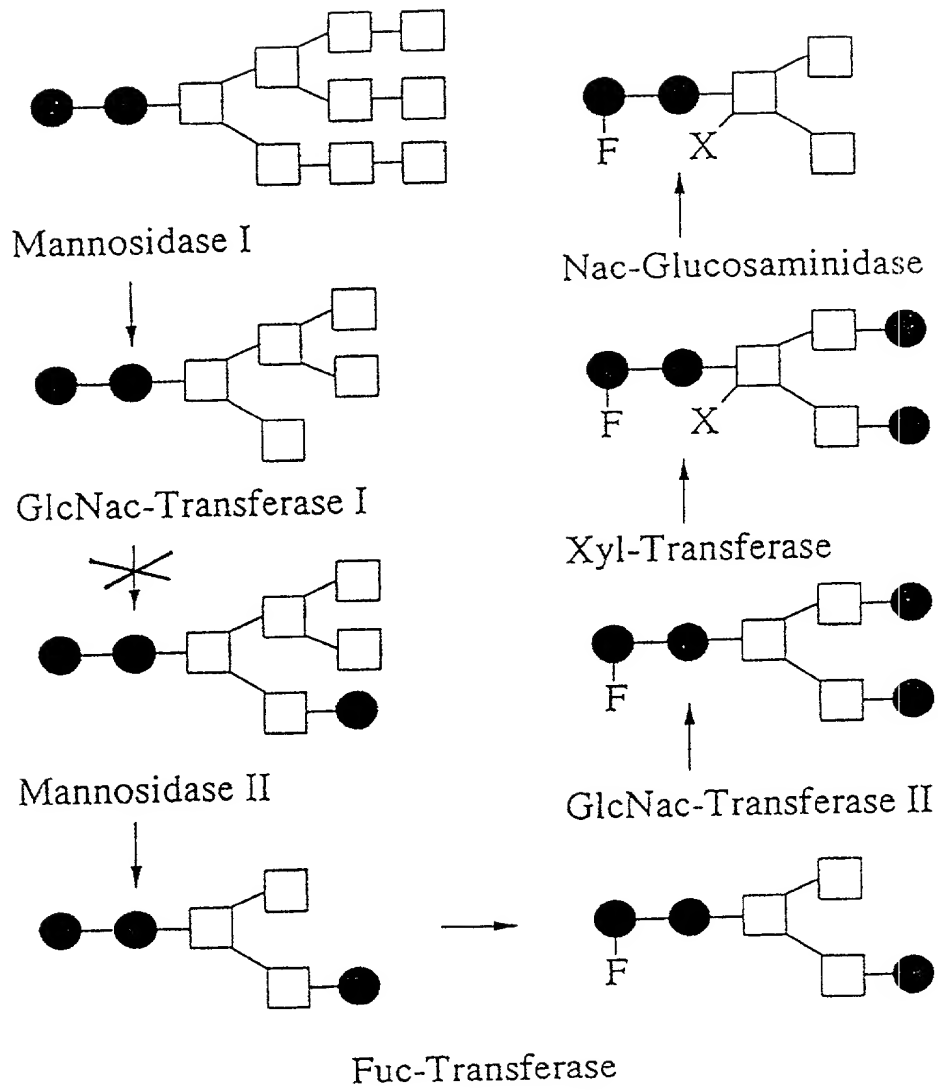 Mannosidase I
GlcNac-Transferase I
Mannosidase II
Fuc-Transferase
F
GlcNac-Transferase II
F
Xyl-Transferase
F
X
Nac-Glucosaminidase
F
X